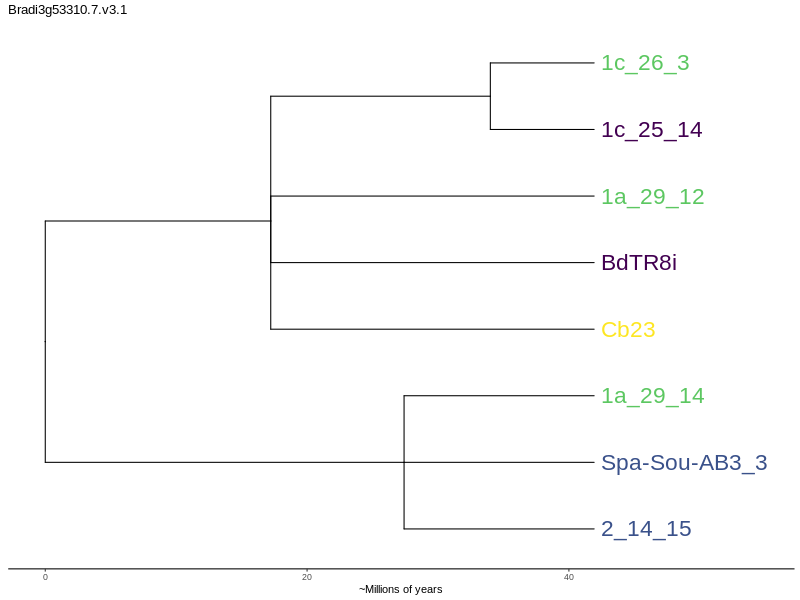 Bradi3g53310.7.v3.1
1c_26_3
1c_25_14
1a_29_12
BdTR8i
Cb23
1a_29_14
Spa-Sou-AB3_3
2_14_15
0 20 40
~Millions of years